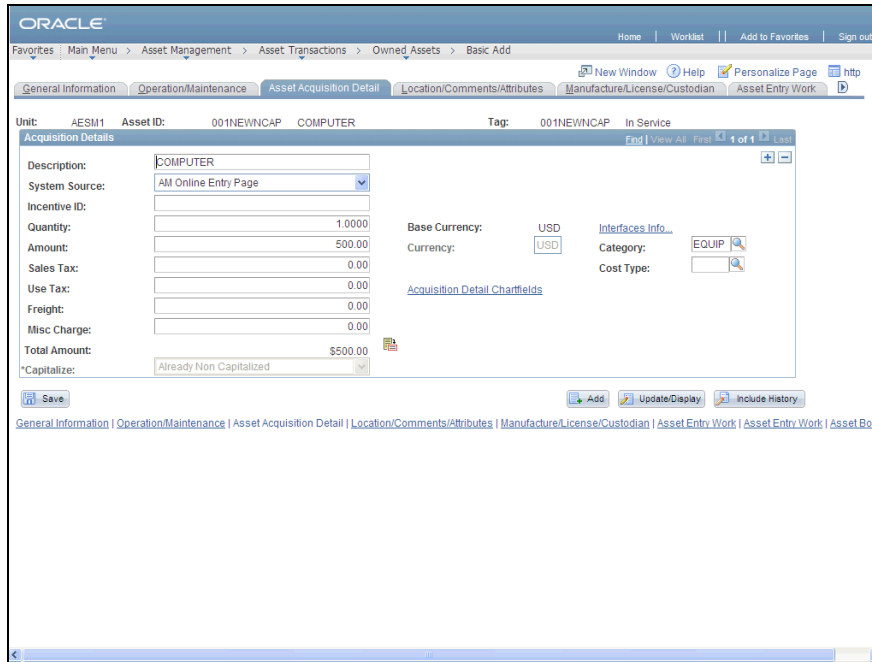 ORACLE
Home | Worklist | | Add to Favorites | Sign out
Favorites Main Menu > Asset Management > Asset Transactions > Owned Assets > Basic Add
New Window Help Personalize Page http
General Information Operation/Maintenance Asset Acquisition Detail Location/Comments/Attributes Manufacture/License/Custodian Asset Entry Work
Unit: AESM1 Asset ID: 001NEWNCAP COMPUTER Tag: 001NEWNCAP In Service
Acquisition Details Find | View All First 1 of 1 Last
Description: COMPUTER
System Source: AM Online Entry Page
Incentive ID:
Quantity: 1.0000 Base Currency: USD Interfaces Info...
Amount: 500.00 Currency: USD Category: EQUIP
Sales Tax: 0.00 Cost Type:
Use Tax: 0.00 Acquisition Detail Chartfields
Freight: 0.00
Misc Charge: 0.00
Total Amount: $500.00
*Capitalize: Already Non Capitalized
Save Add Update/Display Include History
General Information | Operation/Maintenance | Asset Acquisition Detail | Location/Comments/Attributes | Manufacture/License/Custodian | Asset Entry Work | Asset Entry Work | Asset Bo